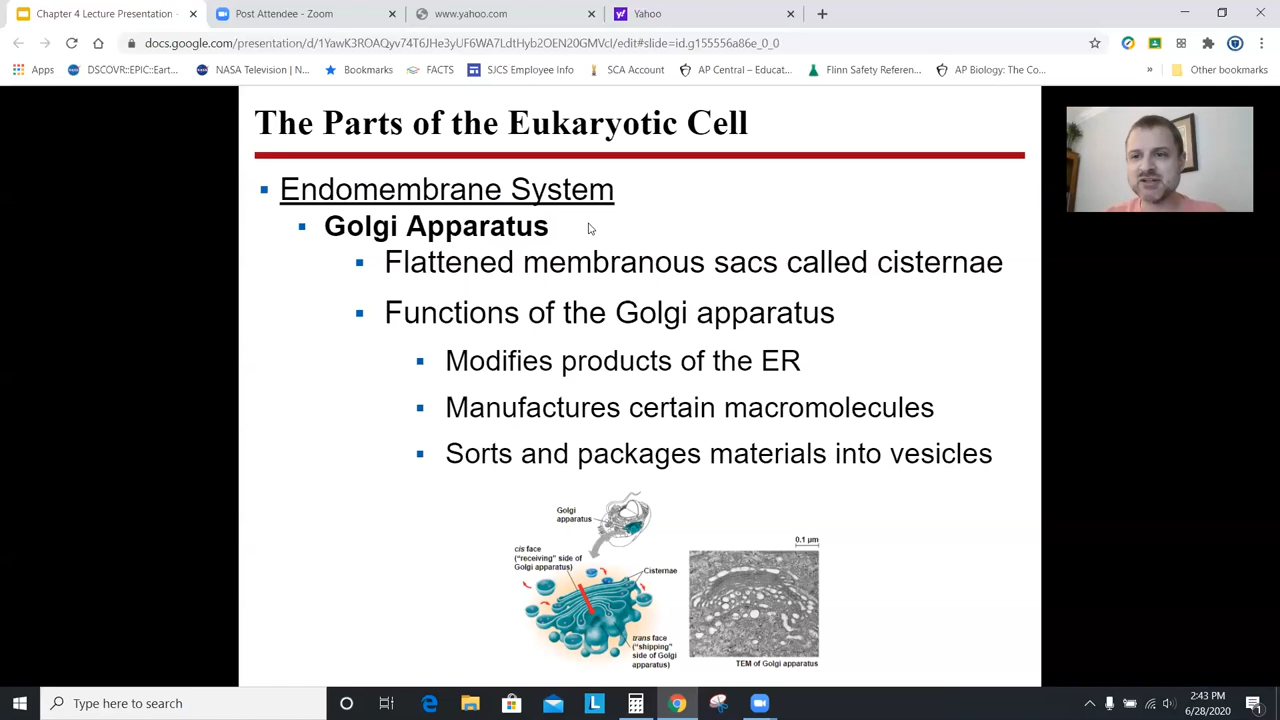 Chapter 4 Lecture Presentation -
Post Attendee - Zoom
www.yahoo.com
Yahoo
docs.google.com/presentation/d/
/edit#slide=id.g155556a86e_0_0
Apps
DSCOVR::EPIC::Eart...
NASA Television | N...
Bookmarks
FACTS
SJCS Employee Info
SCA Account
AP Central – Educat...
Flinn Safety Referen...
AP Biology: The Co...
»
Other bookmarks
The Parts of the Eukaryotic Cell
Endomembrane System
Golgi Apparatus
Flattened membranous sacs called cisternae
Functions of the Golgi apparatus
Modifies products of the ER
Manufactures certain macromolecules
Sorts and packages materials into vesicles
Golgi
apparatus
cis face
("receiving" side of
Golgi apparatus)
Cisternae
0.1 µm
trans face
("shipping"
side of Golgi
apparatus)
TEM of Golgi apparatus
Type here to search
2:43 PM
6/28/2020